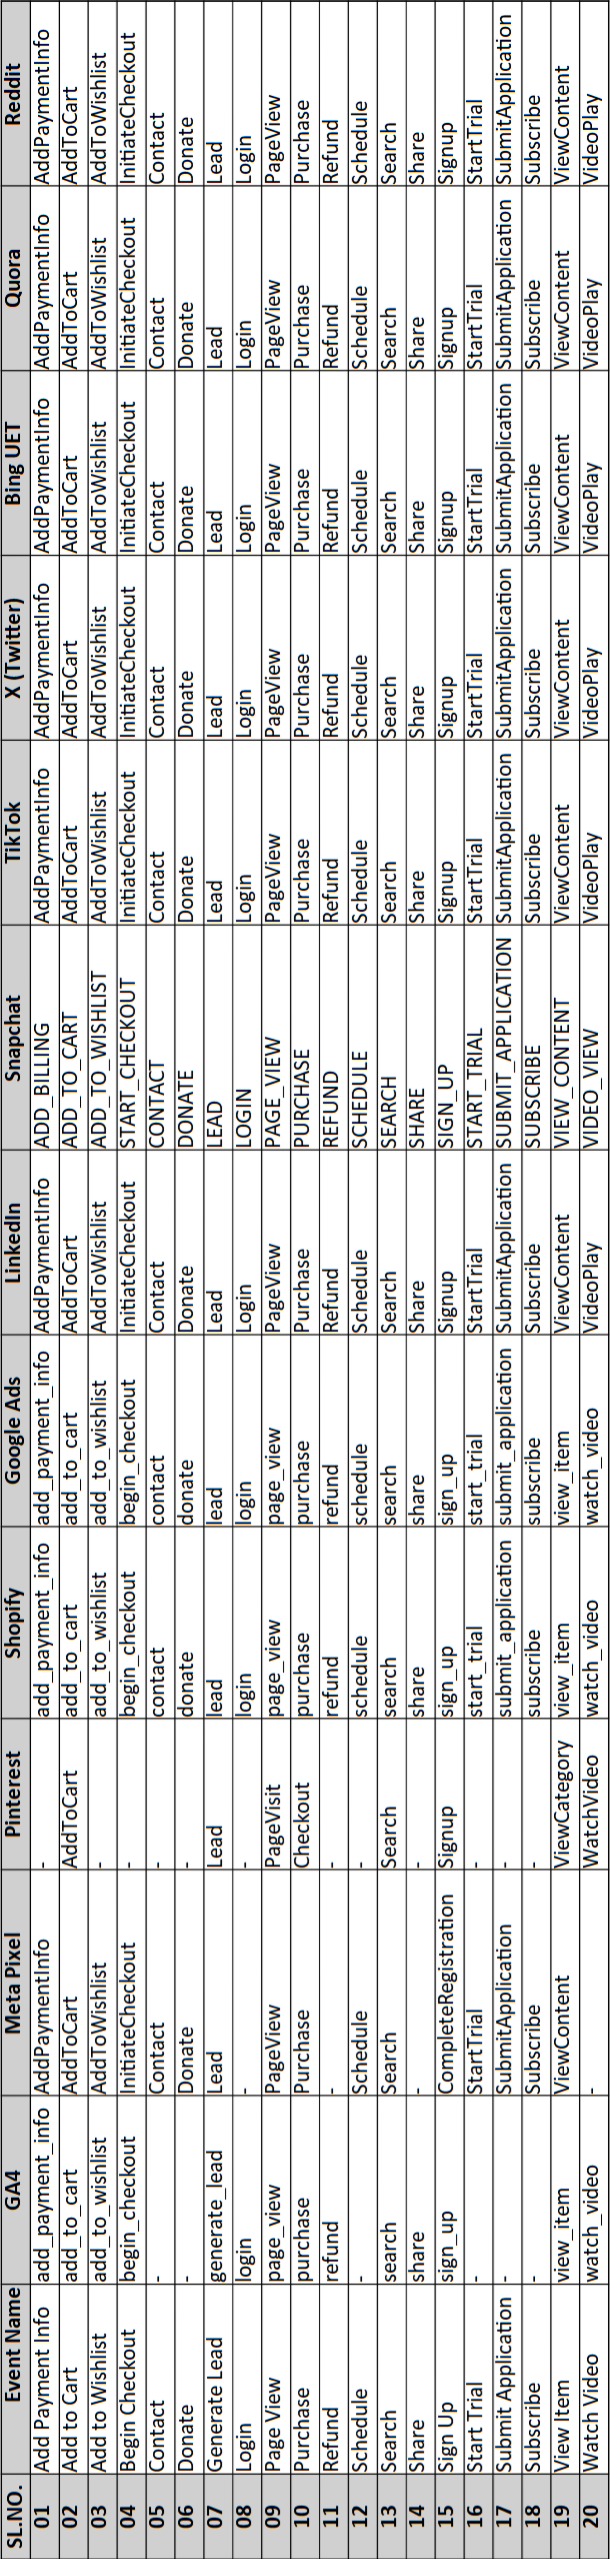 SL.NO. Event Name GA4 Meta Pixel Pinterest Shopify Google Ads LinkedIn Snapchat TikTok X (Twitter) Bing UET Quora Reddit
01 Add Payment Info add_payment_info AddPaymentInfo - add_payment_info add_payment_info AddPaymentInfo ADD_BILLING AddPaymentInfo AddPaymentInfo AddPaymentInfo AddPaymentInfo AddPaymentInfo
02 Add to Cart add_to_cart AddToCart AddToCart add_to_cart add_to_cart AddToCart ADD_TO_CART AddToCart AddToCart AddToCart AddToCart AddToCart
03 Add to Wishlist add_to_wishlist AddToWishlist - add_to_wishlist add_to_wishlist AddToWishlist ADD_TO_WISHLIST AddToWishlist AddToWishlist AddToWishlist AddToWishlist AddToWishlist
04 Begin Checkout begin_checkout InitiateCheckout - begin_checkout begin_checkout InitiateCheckout START_CHECKOUT InitiateCheckout InitiateCheckout InitiateCheckout InitiateCheckout InitiateCheckout
05 Contact - Contact - contact contact Contact CONTACT Contact Contact Contact Contact Contact
06 Donate - Donate - donate donate Donate DONATE Donate Donate Donate Donate Donate
07 Generate Lead generate_lead Lead Lead lead lead Lead LEAD Lead Lead Lead Lead Lead
08 Login login - - login login Login LOGIN Login Login Login Login Login
09 Page View page_view PageView PageVisit page_view page_view PageView PAGE_VIEW PageView PageView PageView PageView PageView
10 Purchase purchase Purchase Checkout purchase purchase Purchase PURCHASE Purchase Purchase Purchase Purchase Purchase
11 Refund refund - - refund refund Refund REFUND Refund Refund Refund Refund Refund
12 Schedule - Schedule - schedule schedule Schedule SCHEDULE Schedule Schedule Schedule Schedule Schedule
13 Search search Search Search search search Search SEARCH Search Search Search Search Search
14 Share share - - share share Share SHARE Share Share Share Share Share
15 Sign Up sign_up CompleteRegistration Signup sign_up sign_up Signup SIGN_UP Signup Signup Signup Signup Signup
16 Start Trial - StartTrial - start_trial start_trial StartTrial START_TRIAL StartTrial StartTrial StartTrial StartTrial StartTrial
17 Submit Application - SubmitApplication - submit_application submit_application SubmitApplication SUBMIT_APPLICATION SubmitApplication SubmitApplication SubmitApplication SubmitApplication SubmitApplication
18 Subscribe - Subscribe - subscribe subscribe Subscribe SUBSCRIBE Subscribe Subscribe Subscribe Subscribe Subscribe
19 View Item view_item ViewContent ViewCategory view_item view_item ViewContent VIEW_CONTENT ViewContent ViewContent ViewContent ViewContent ViewContent
20 Watch Video watch_video - WatchVideo watch_video watch_video VideoPlay VIDEO_VIEW VideoPlay VideoPlay VideoPlay VideoPlay VideoPlay